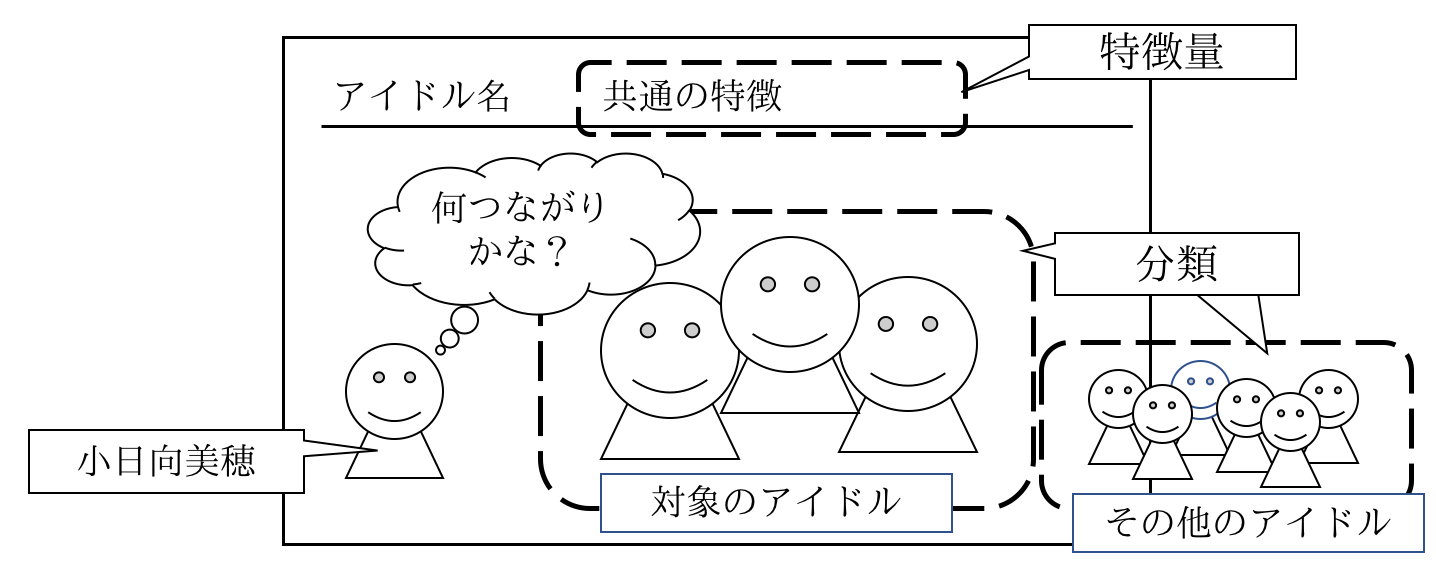 特徴量
アイドル名
共通の特徴
何つながり
かな？
分類
小日向美穂
対象のアイドル
その他のアイドル